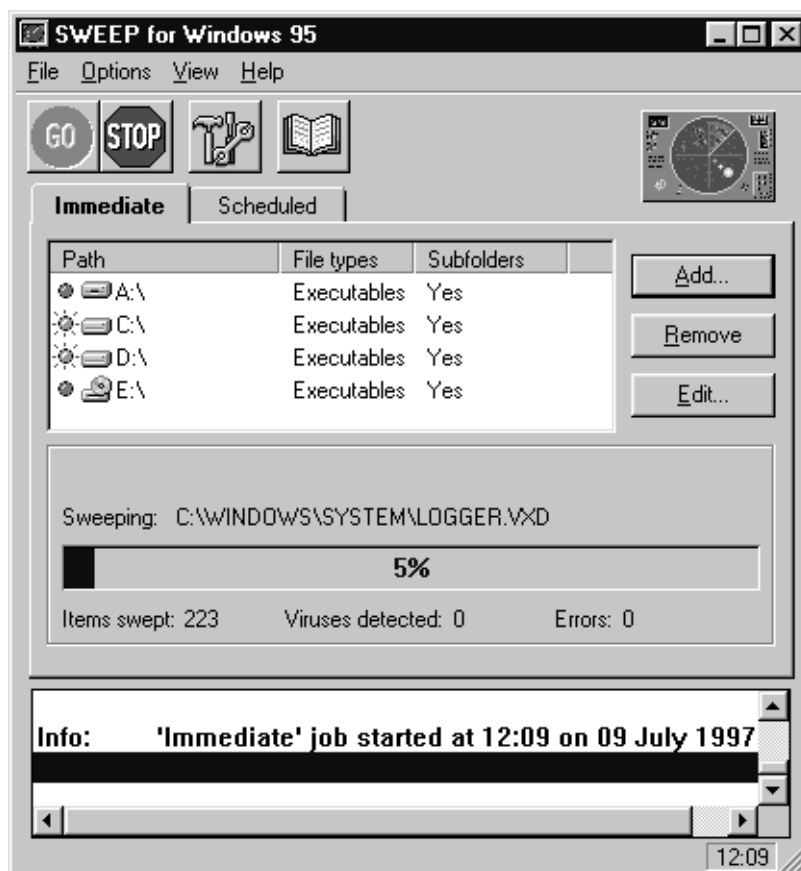 SWEEP for Windows 95
File Options View Help
GO STOP
Immediate Scheduled
Path File types Subfolders
A:\ Executables Yes
C:\ Executables Yes
D:\ Executables Yes
E:\ Executables Yes
Add...
Remove
Edit...
Sweeping: C:\WINDOWS\SYSTEM\LOGGER.VXD
5%
Items swept: 223 Viruses detected: 0 Errors: 0
Info: 'Immediate' job started at 12:09 on 09 July 1997
12:09